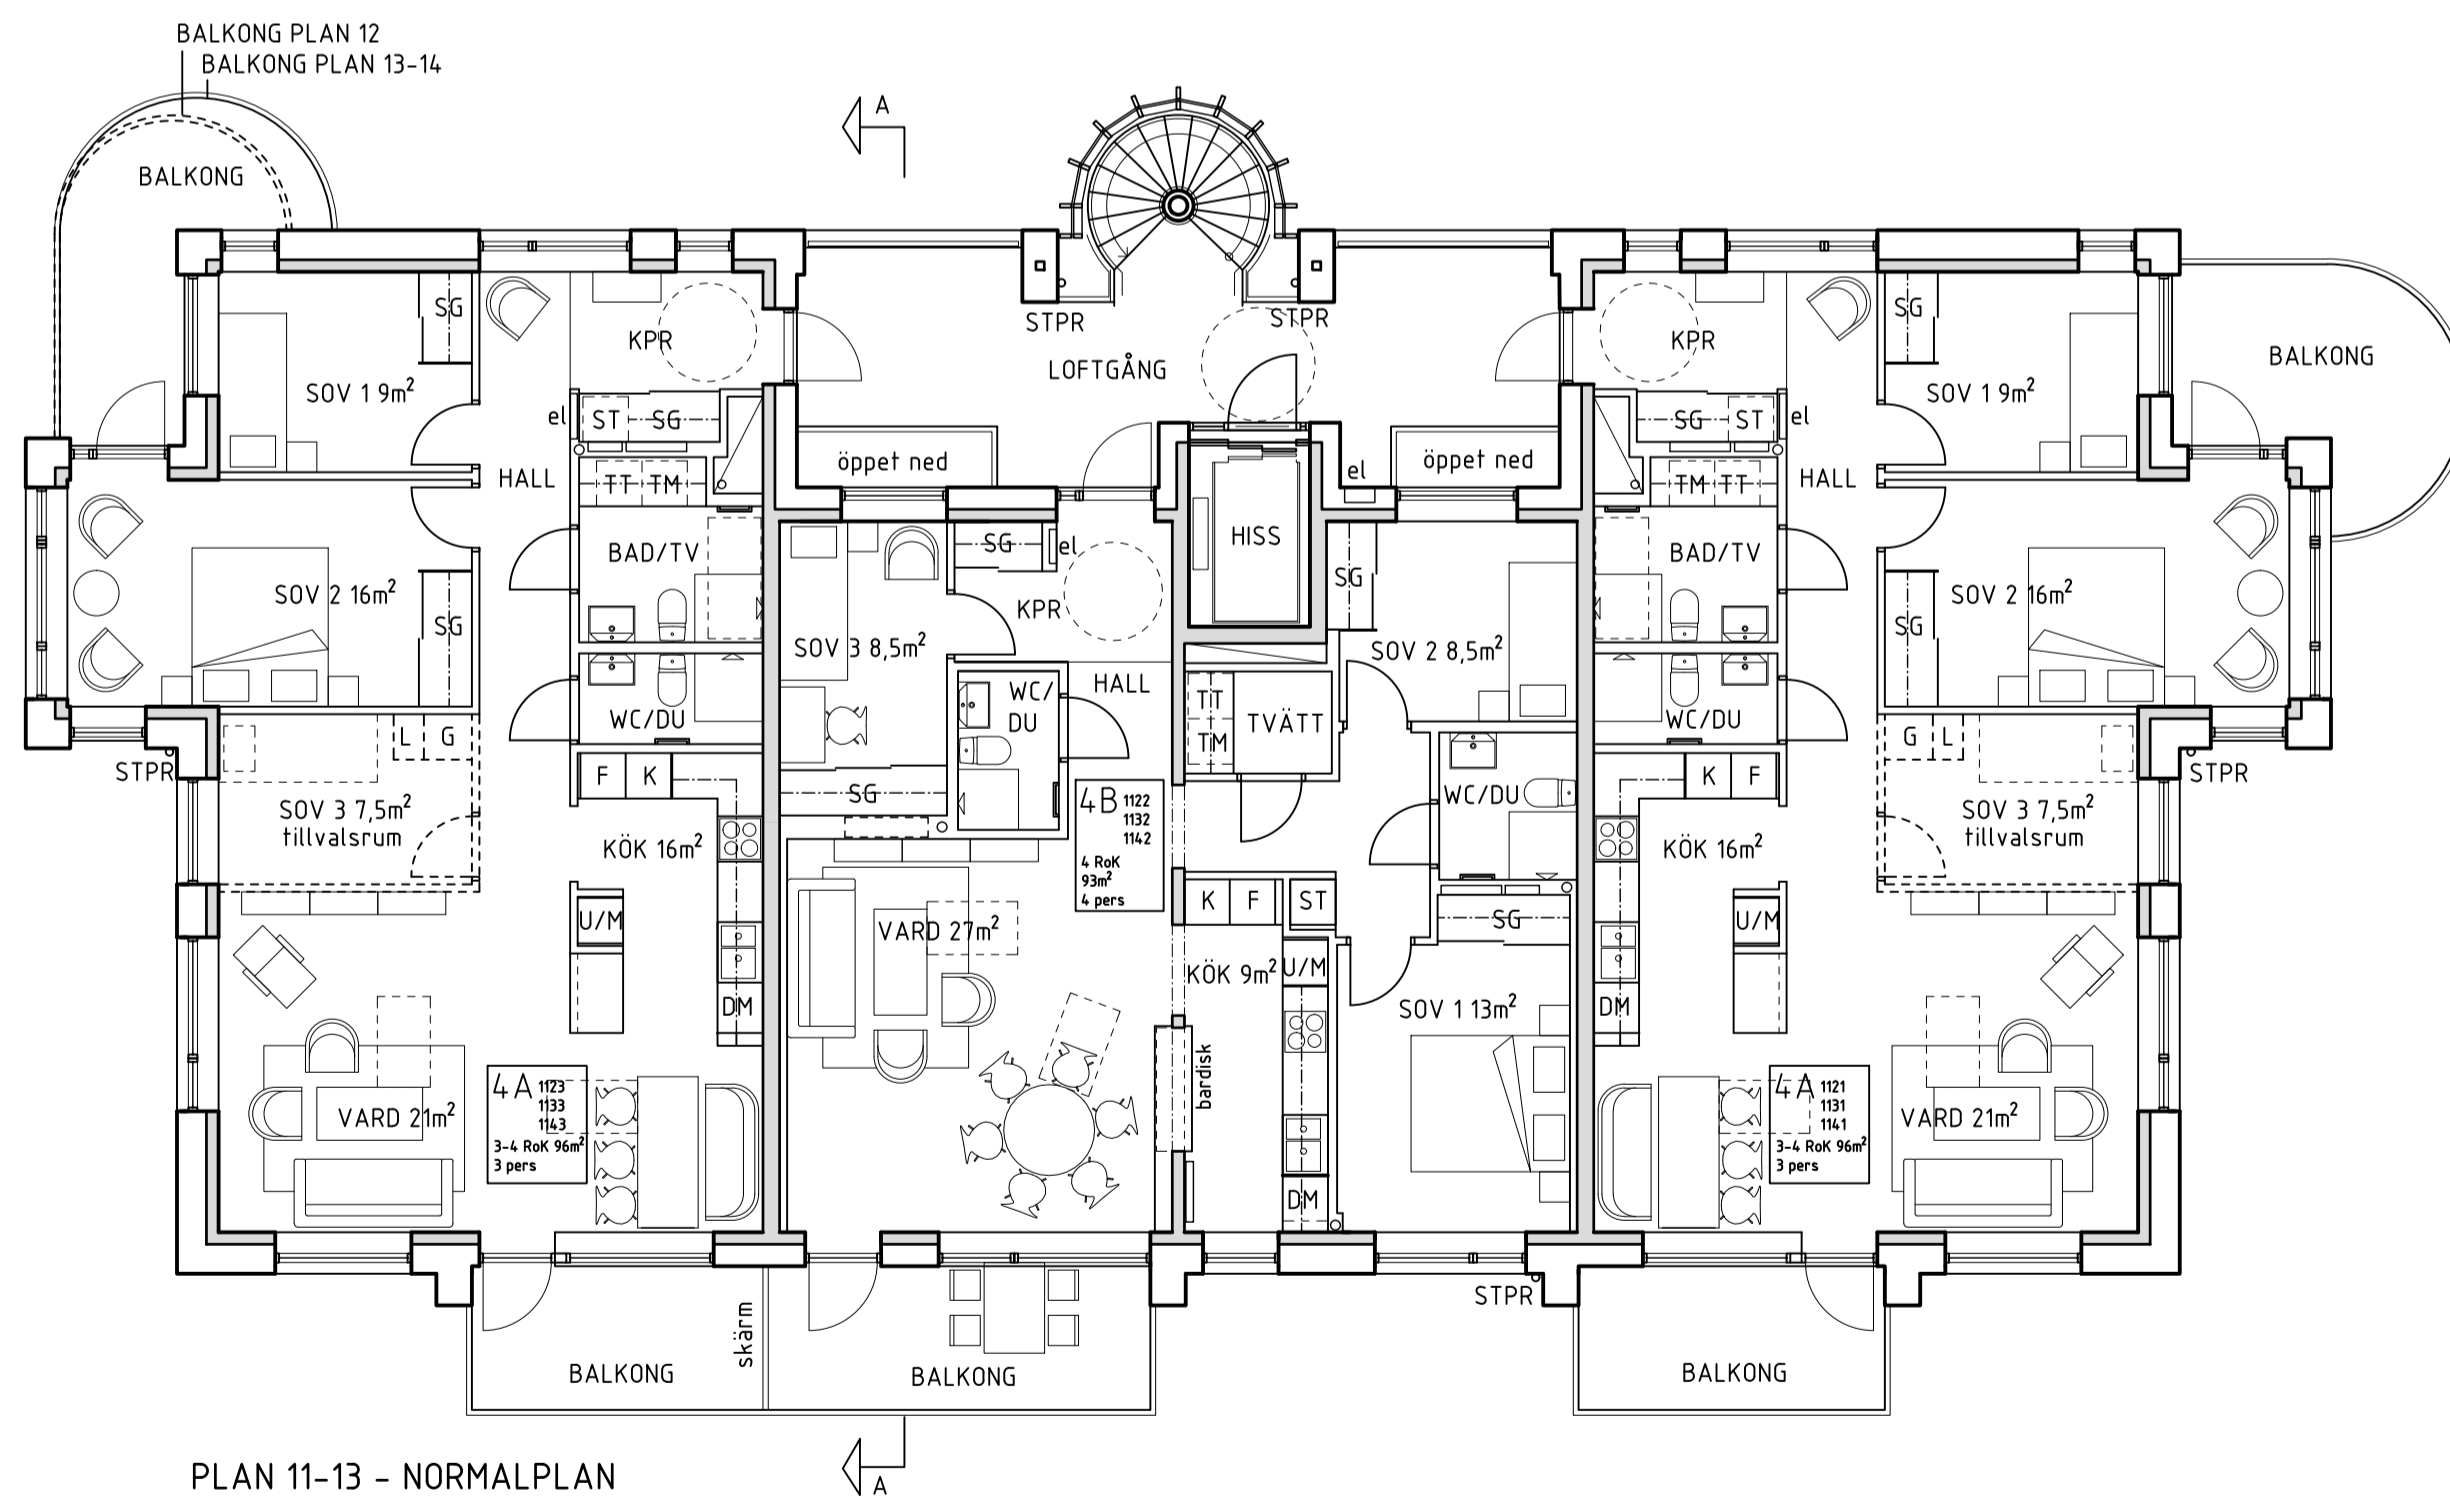 BALKONG PLAN 12
BALKONG PLAN 13-14
A
BALKONG
SG
KPR
STPR
STPR
KPR
SG
LOFTGÅNG
BALKONG
SOV 1 9m²
el
ST
SG
SG
ST
el
SOV 1 9m²
HALL
TT
TM
öppet ned
el
öppet ned
TM
TT
HALL
BAD/TV
SG
el
HISS
SG
BAD/TV
SOV 2 16m²
SG
KPR
SOV 3 8,5m²
SOV 2 8,5m²
SOV 2 16m²
SG
HALL
WC/
DU
TT
TM
TVÄTT
WC/DU
WC/DU
L
G
G
L
STPR
F
K
SG
WC/DU
K
F
STPR
SOV 3 7,5m²
tillvalsrum
KÖK 16m²
4B
1122
1132
1142
4 RoK
93m²
4 pers
KÖK 16m²
SOV 3 7,5m²
tillvalsrum
U/M
VARD 27m²
K
F
ST
SG
U/M
KÖK 9m²
U/M
DM
SOV 1 13m²
DM
bardisk
4A
1123
1133
1143
3-4 RoK 96m²
3 pers
VARD 21m²
4A
1121
1131
1141
3-4 RoK 96m²
3 pers
VARD 21m²
DM
STPR
skärm
BALKONG
BALKONG
BALKONG
PLAN 11-13 - NORMALPLAN
A